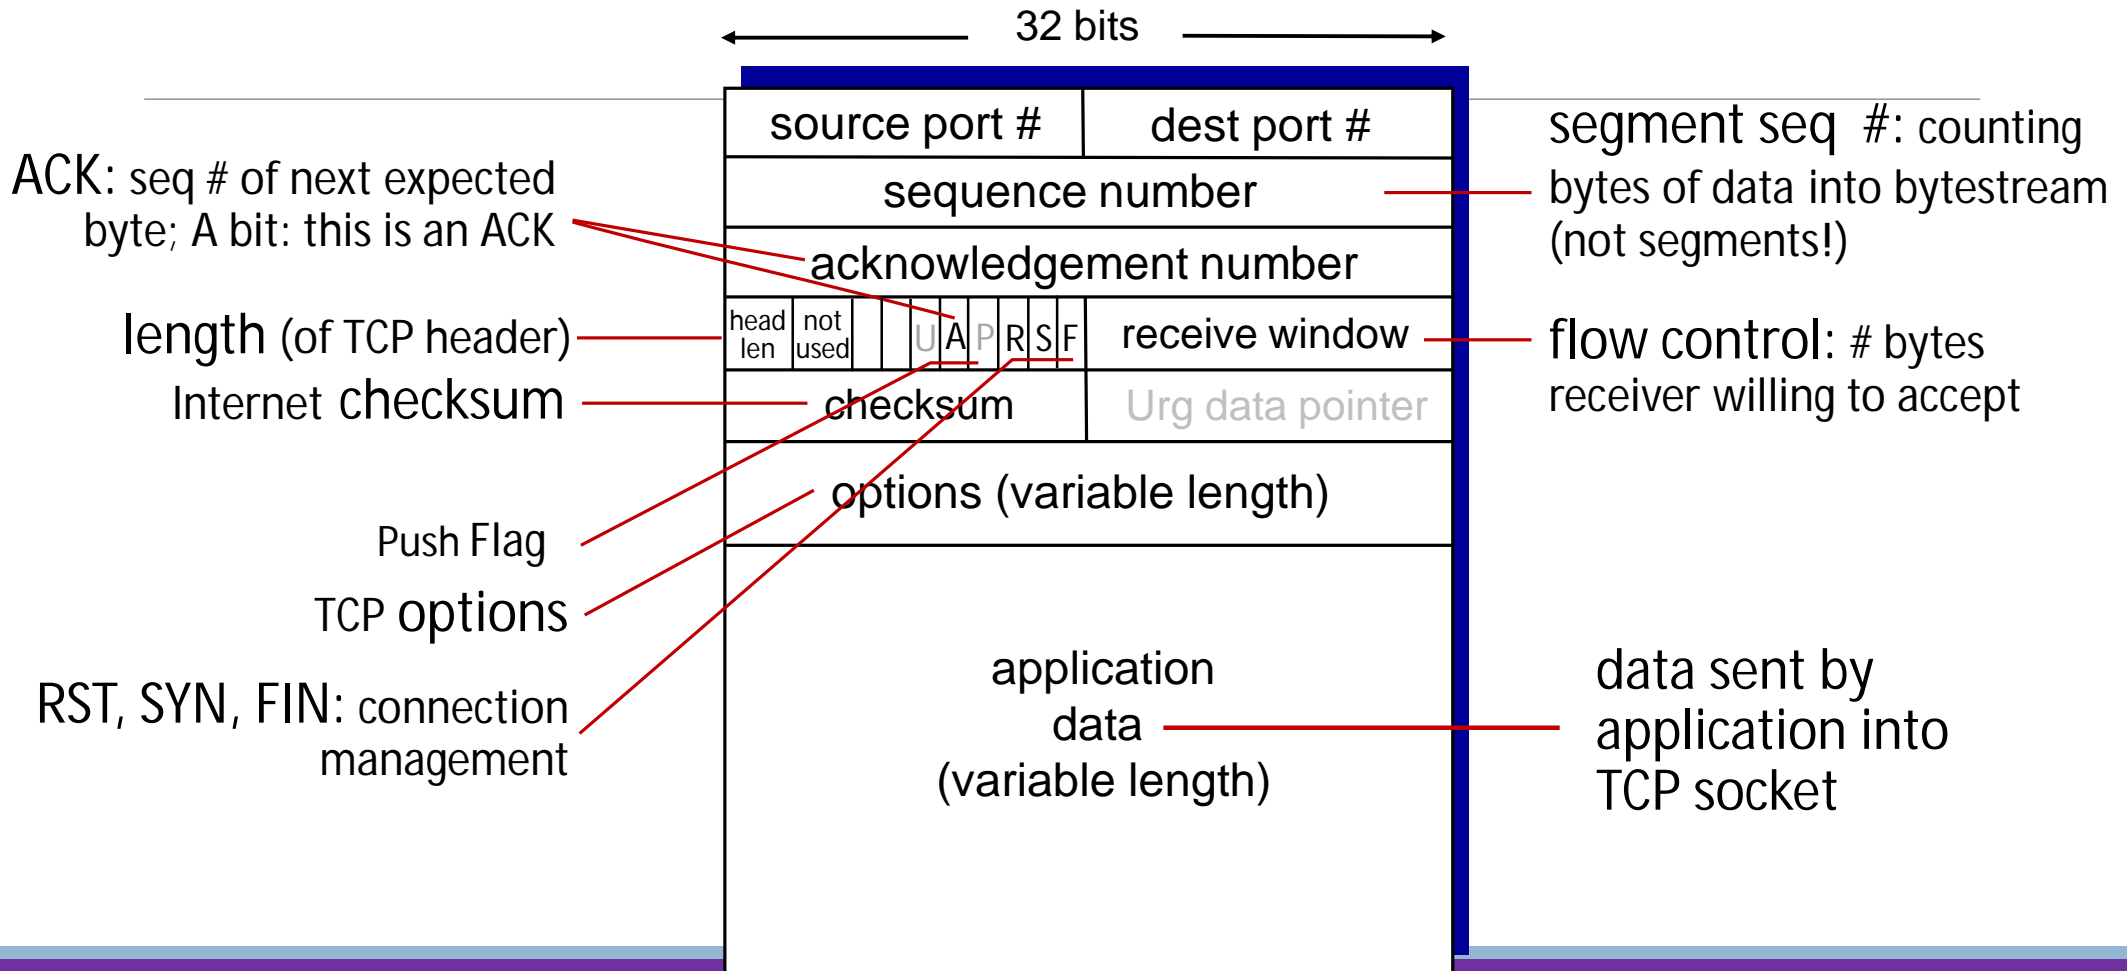 32 bits
source port #
dest port #
sequence number
acknowledgement number
head
len
not
used
U
A
P
R
S
F
receive window
checksum
Urg data pointer
options (variable length)
application
data
(variable length)
ACK: seq # of next expected
byte; A bit: this is an ACK
length (of TCP header)
Internet checksum
Push Flag
TCP options
RST, SYN, FIN: connection
management
segment seq #: counting
bytes of data into bytestream
(not segments!)
flow control: # bytes
receiver willing to accept
data sent by
application into
TCP socket